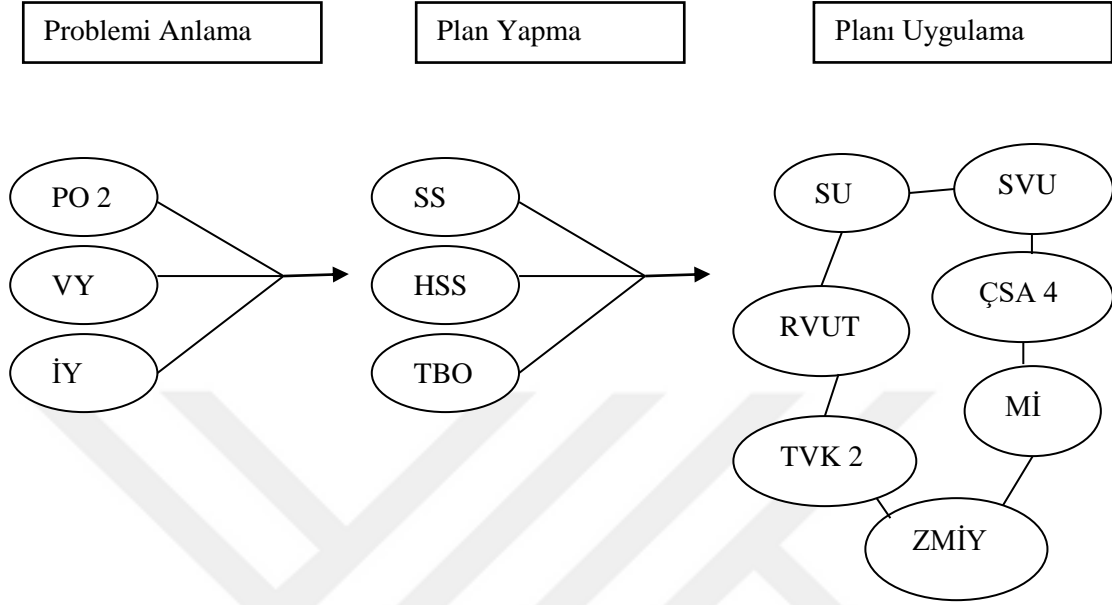 Problemi Anlama
Plan Yapma
Planı Uygulama
PO 2
VY
İY
SS
HSS
TBO
SU
SVU
RVUT
ÇSA 4
TVK 2
Mİ
ZMİY